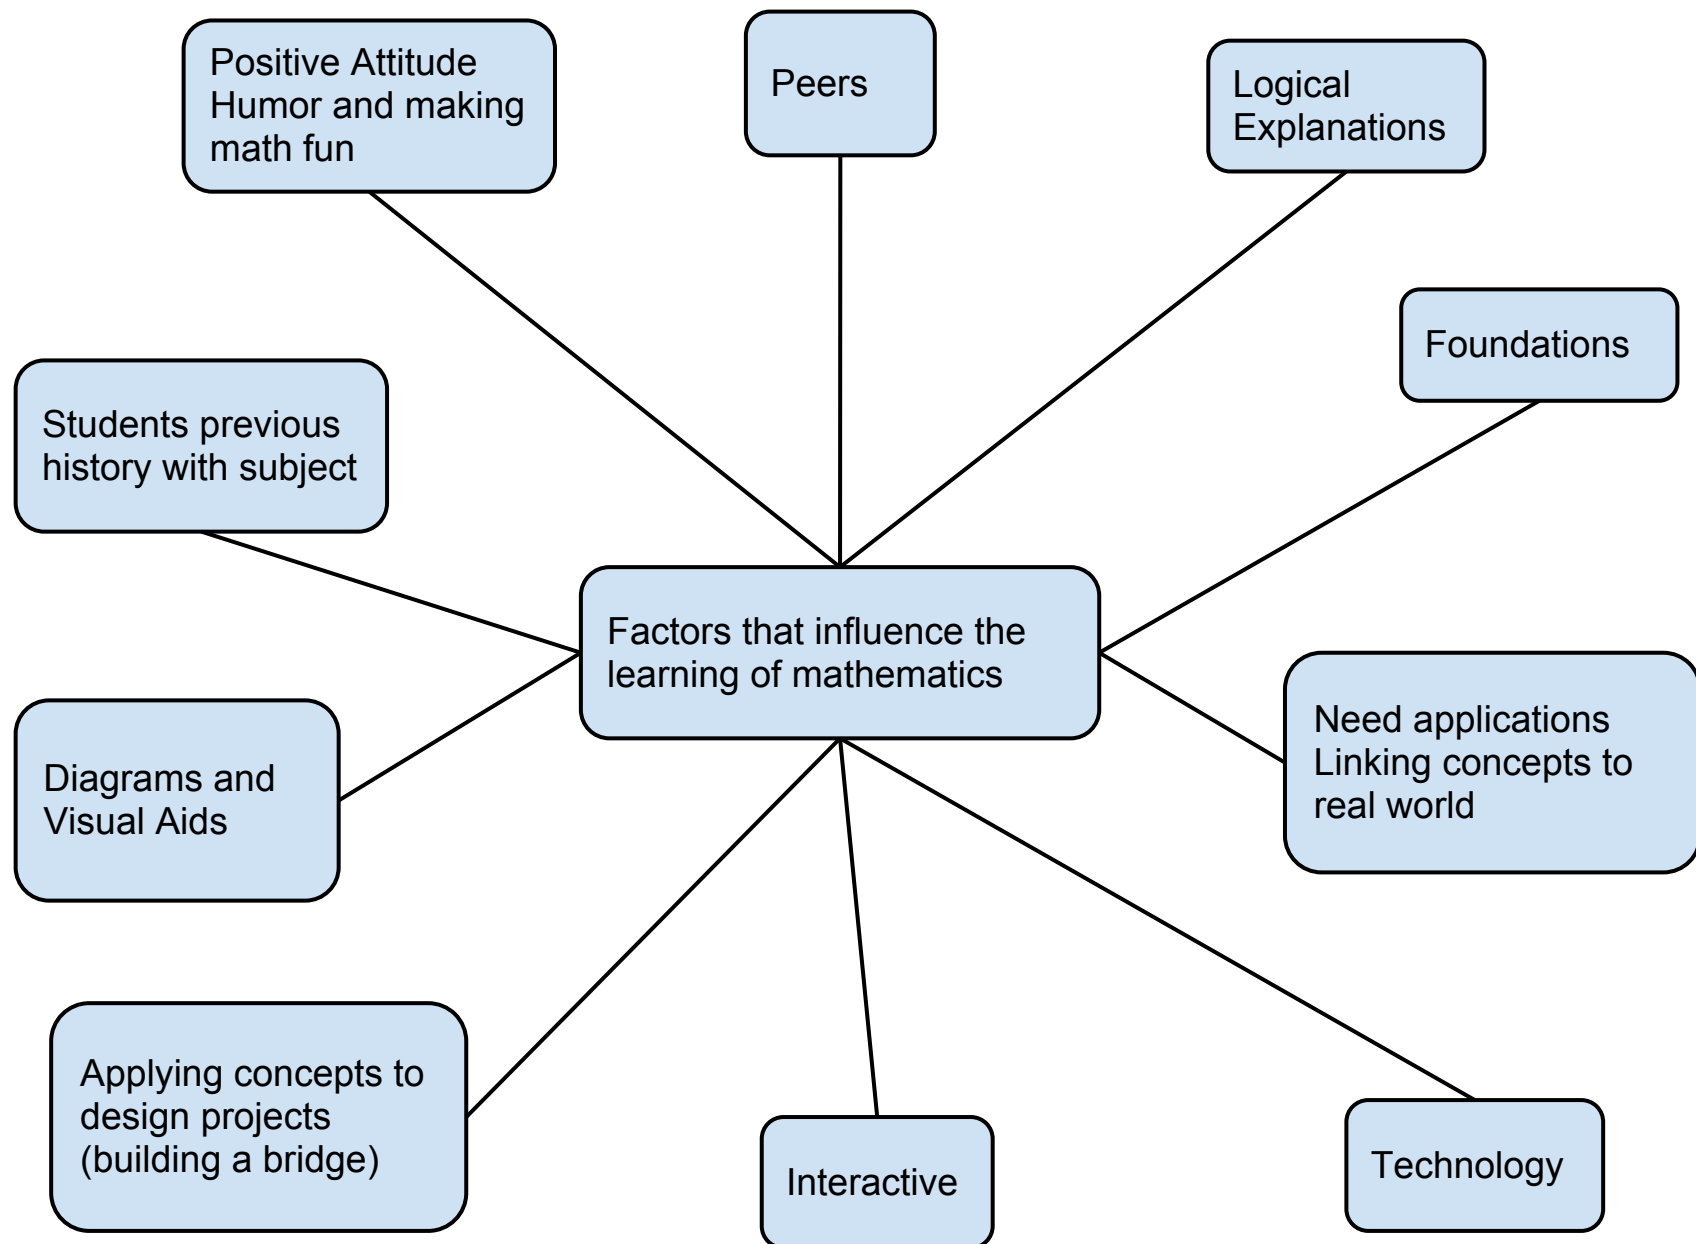 Positive Attitude
Humor and making
math fun
Peers
Logical
Explanations
Foundations
Students previous
history with subject
Factors that influence the
learning of mathematics
Need applications
Linking concepts to
real world
Diagrams and
Visual Aids
Applying concepts to
design projects
(building a bridge)
Interactive
Technology